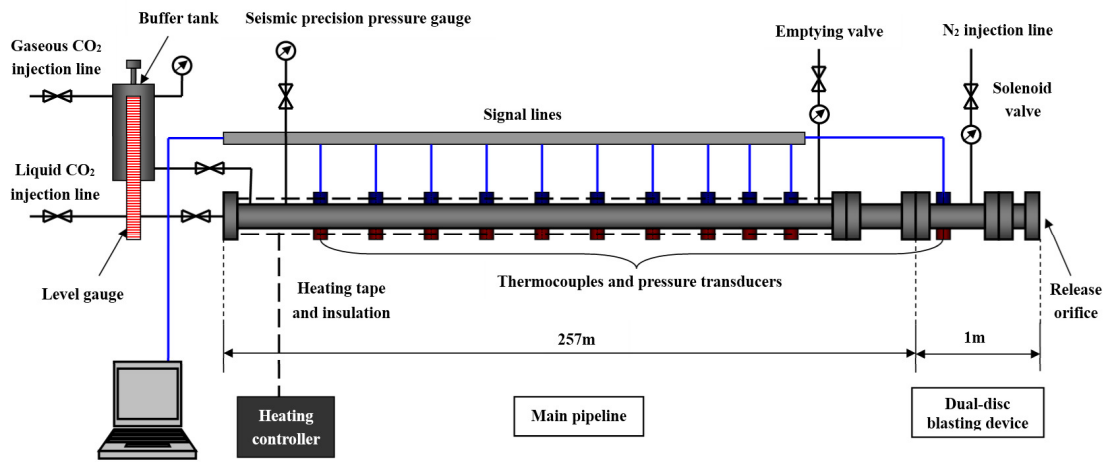 Buffer tank
Seismic precision pressure gauge
Gaseous CO₂
injection line
Emptying valve
N₂ injection line
Solenoid
valve
Signal lines
Liquid CO₂
injection line
Level gauge
Heating tape
and insulation
Thermocouples and pressure transducers
Release
orifice
257m
1m
Heating
controller
Main pipeline
Dual-disc
blasting device